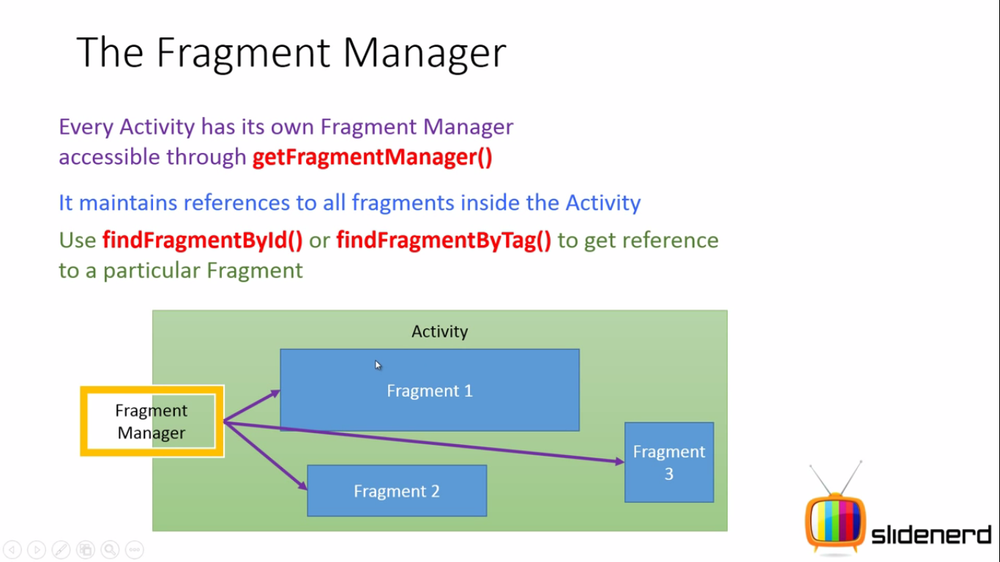 The Fragment Manager
Every Activity has its own Fragment Manager
accessible through getFragmentManager()
It maintains references to all fragments inside the Activity
Use findFragmentById() or findFragmentByTag() to get reference
to a particular Fragment
Activity
Fragment 1
Fragment
Manager
Fragment
3
Fragment 2
slidenerd